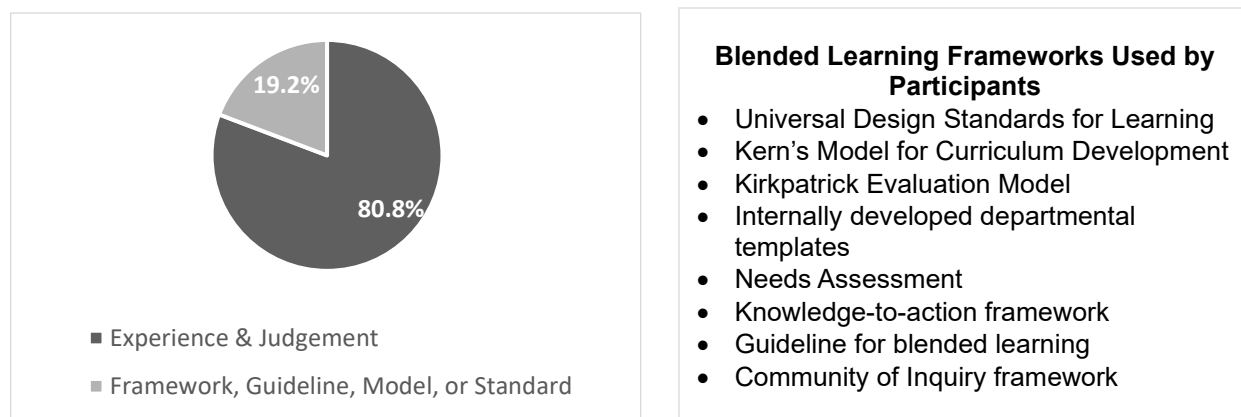 19.2%
80.8%
Experience & Judgement
Framework, Guideline, Model, or Standard
Blended Learning Frameworks Used by
Participants
• Universal Design Standards for Learning
• Kern’s Model for Curriculum Development
• Kirkpatrick Evaluation Model
• Internally developed departmental
templates
• Needs Assessment
• Knowledge-to-action framework
• Guideline for blended learning
• Community of Inquiry framework